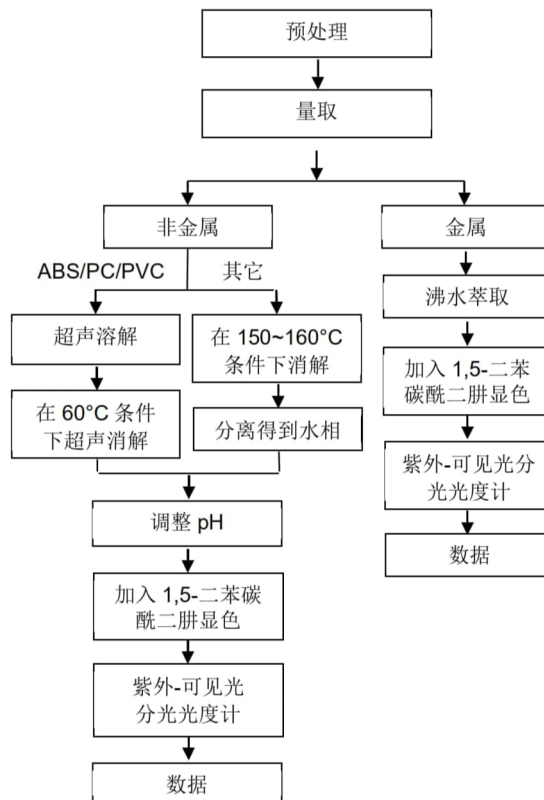 预处理
量取
非金属
金属
ABS/PC/PVC
其它
沸水萃取
超声溶解
在 150~160°C
条件下消解
加入 1,5-二苯
碳酰二肼显色
在 60°C 条件
下超声消解
分离得到水相
紫外-可见光分
光光度计
调整 pH
数据
加入 1,5-二苯碳
酰二肼显色
紫外-可见光
分光光度计
数据